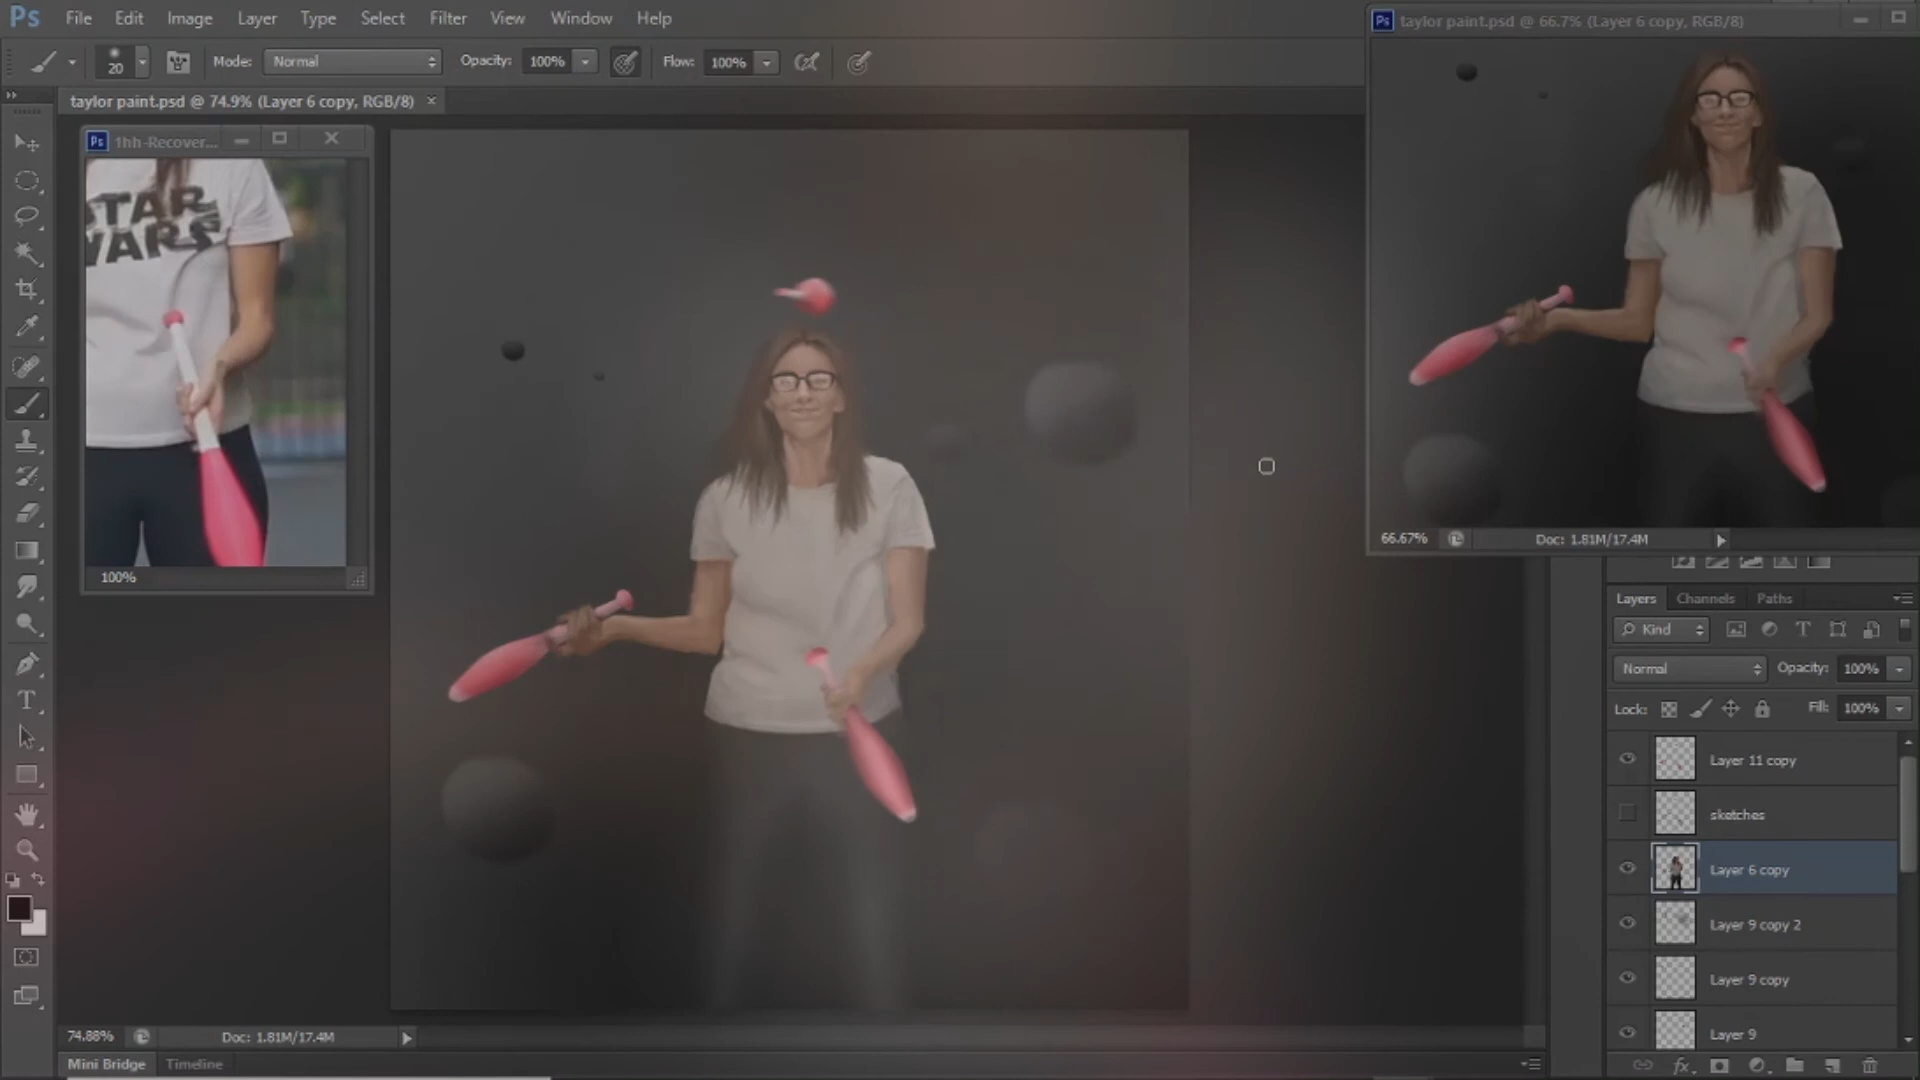 Ps File Edit Image Layer Type Select Filter View Window Help
20 Mode: Normal Opacity: 100% Flow: 100%
taylor paint.psd @ 74.9% (Layer 6 copy, RGB/8) ×
Ps 1hh-Recover...
STAR
WARS
100%
Ps taylor paint.psd @ 66.7% (Layer 6 copy, RGB/8)
66.67% Doc: 1.81M/17.4M
Layers Channels Paths
Kind
Normal Opacity: 100%
Lock: Fill: 100%
Layer 11 copy
sketches
Layer 6 copy
Layer 9 copy 2
Layer 9 copy
Layer 9
74.88% Doc: 1.81M/17.4M
Mini Bridge Timeline